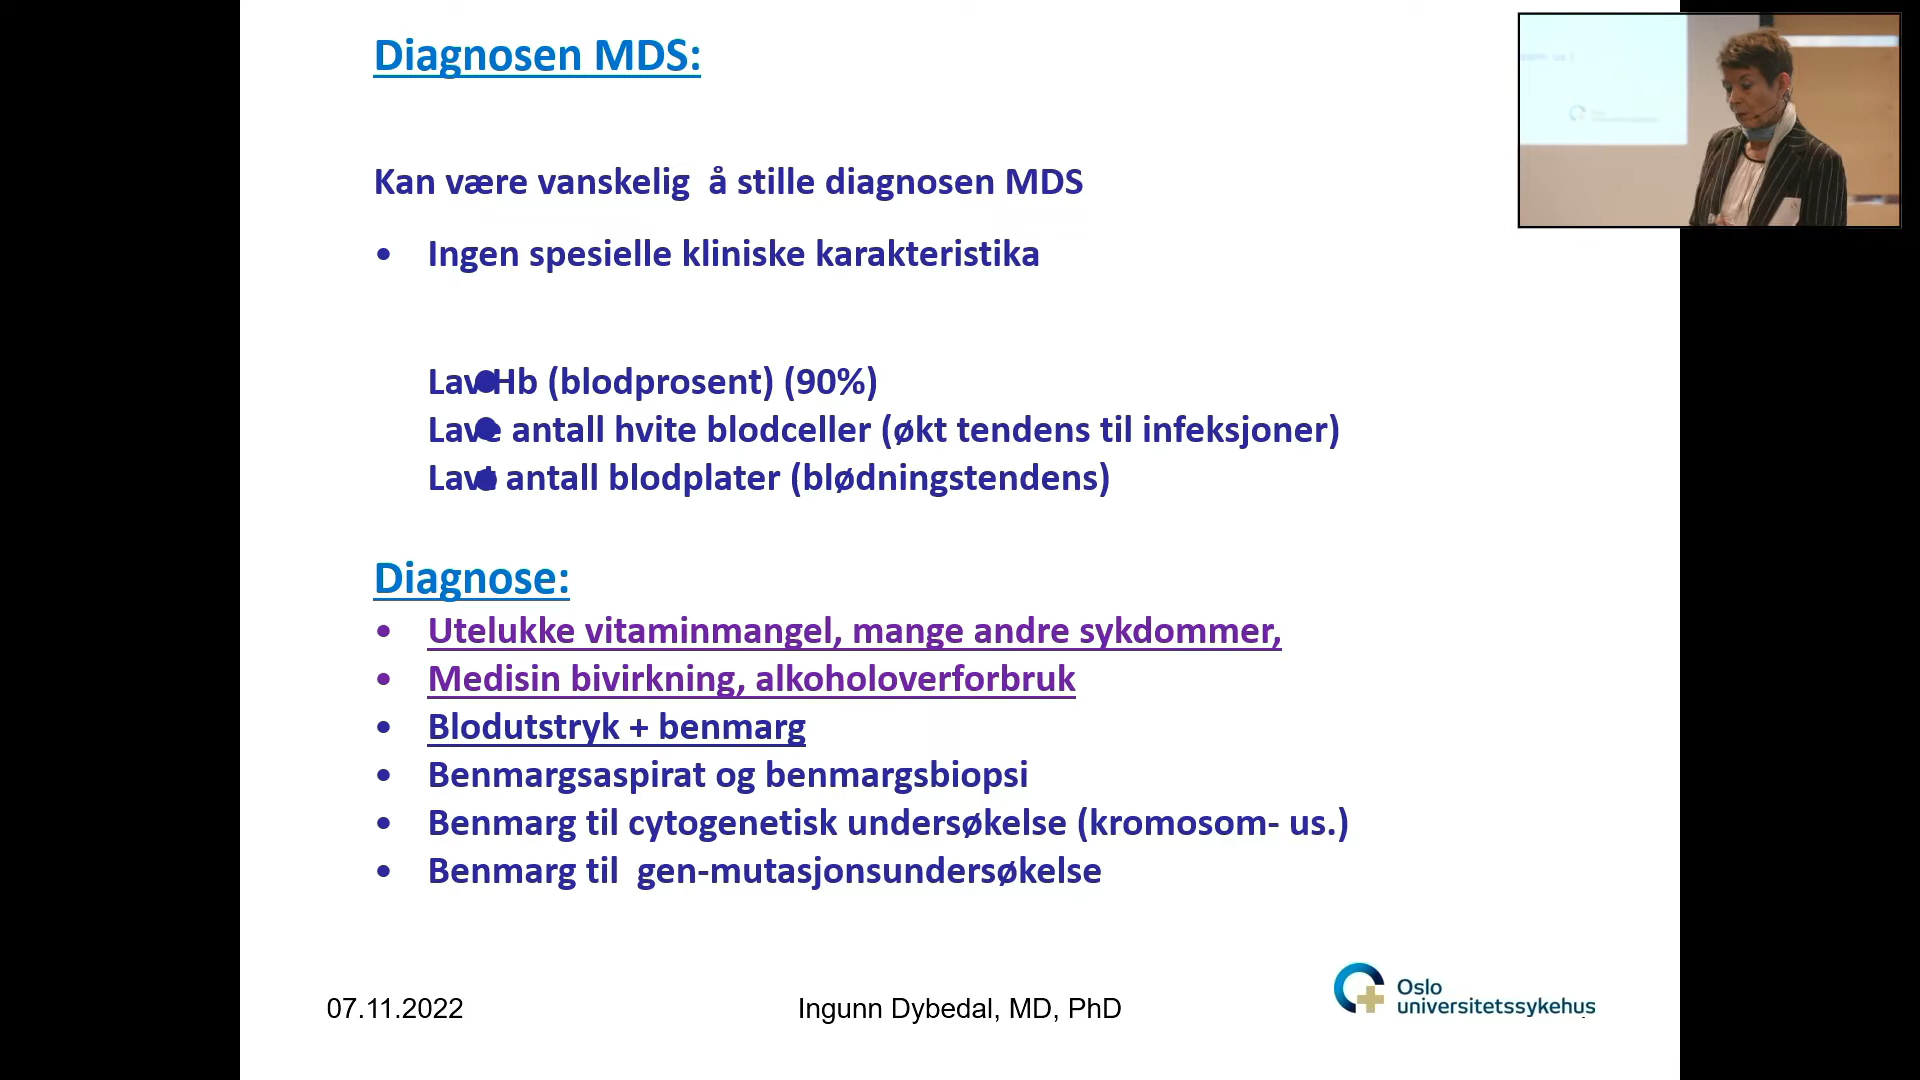 Diagnosen MDS:
Kan være vanskelig å stille diagnosen MDS
• Ingen spesielle kliniske karakteristika
Lav Hb (blodprosent) (90%)
Lave antall hvite blodceller (økt tendens til infeksjoner)
Lavt antall blodplater (blødningstendens)
Diagnose:
• Utelukke vitaminmangel, mange andre sykdommer,
• Medisin bivirkning, alkoholoverforbruk
• Blodutstryk + benmarg
• Benmargsaspirat og benmargsbiopsi
• Benmarg til cytogenetisk undersøkelse (kromosom- us.)
• Benmarg til gen-mutasjonsundersøkelse
07.11.2022
Ingunn Dybedal, MD, PhD
Oslo
universitetssykehus